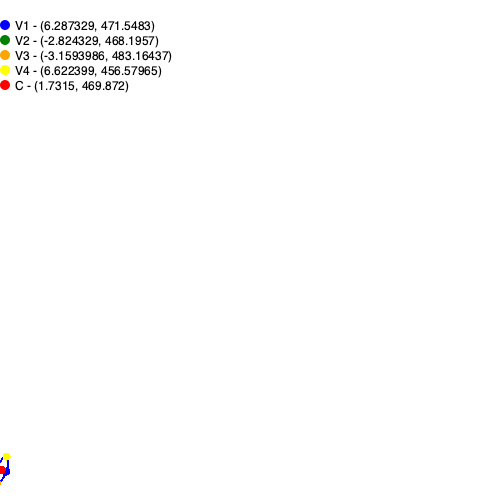 V1 - (6.287329, 471.5483)
V2 - (-2.824329, 468.1957)
V3 - (-3.1593986, 483.16437)
V4 - (6.622399, 456.57965)
C - (1.7315, 469.872)